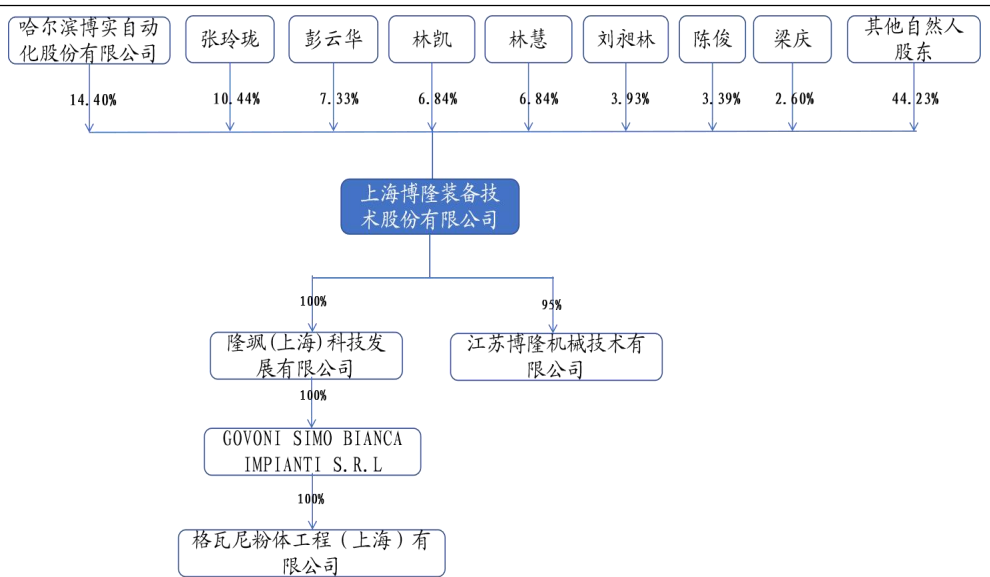 哈尔滨博实自动
化股份有限公司
张玲珑
彭云华
林凯
林慧
刘昶林
陈俊
梁庆
其他自然人
股东
14.40%
10.44%
7.33%
6.84%
6.84%
3.93%
3.39%
2.60%
44.23%
上海博隆装备技
术股份有限公司
100%
95%
隆飒(上海)科技发
展有限公司
江苏博隆机械技术有
限公司
100%
GOVONI SIMO BIANCA
IMPIANTI S.R.L
100%
格瓦尼粉体工程（上海）有
限公司